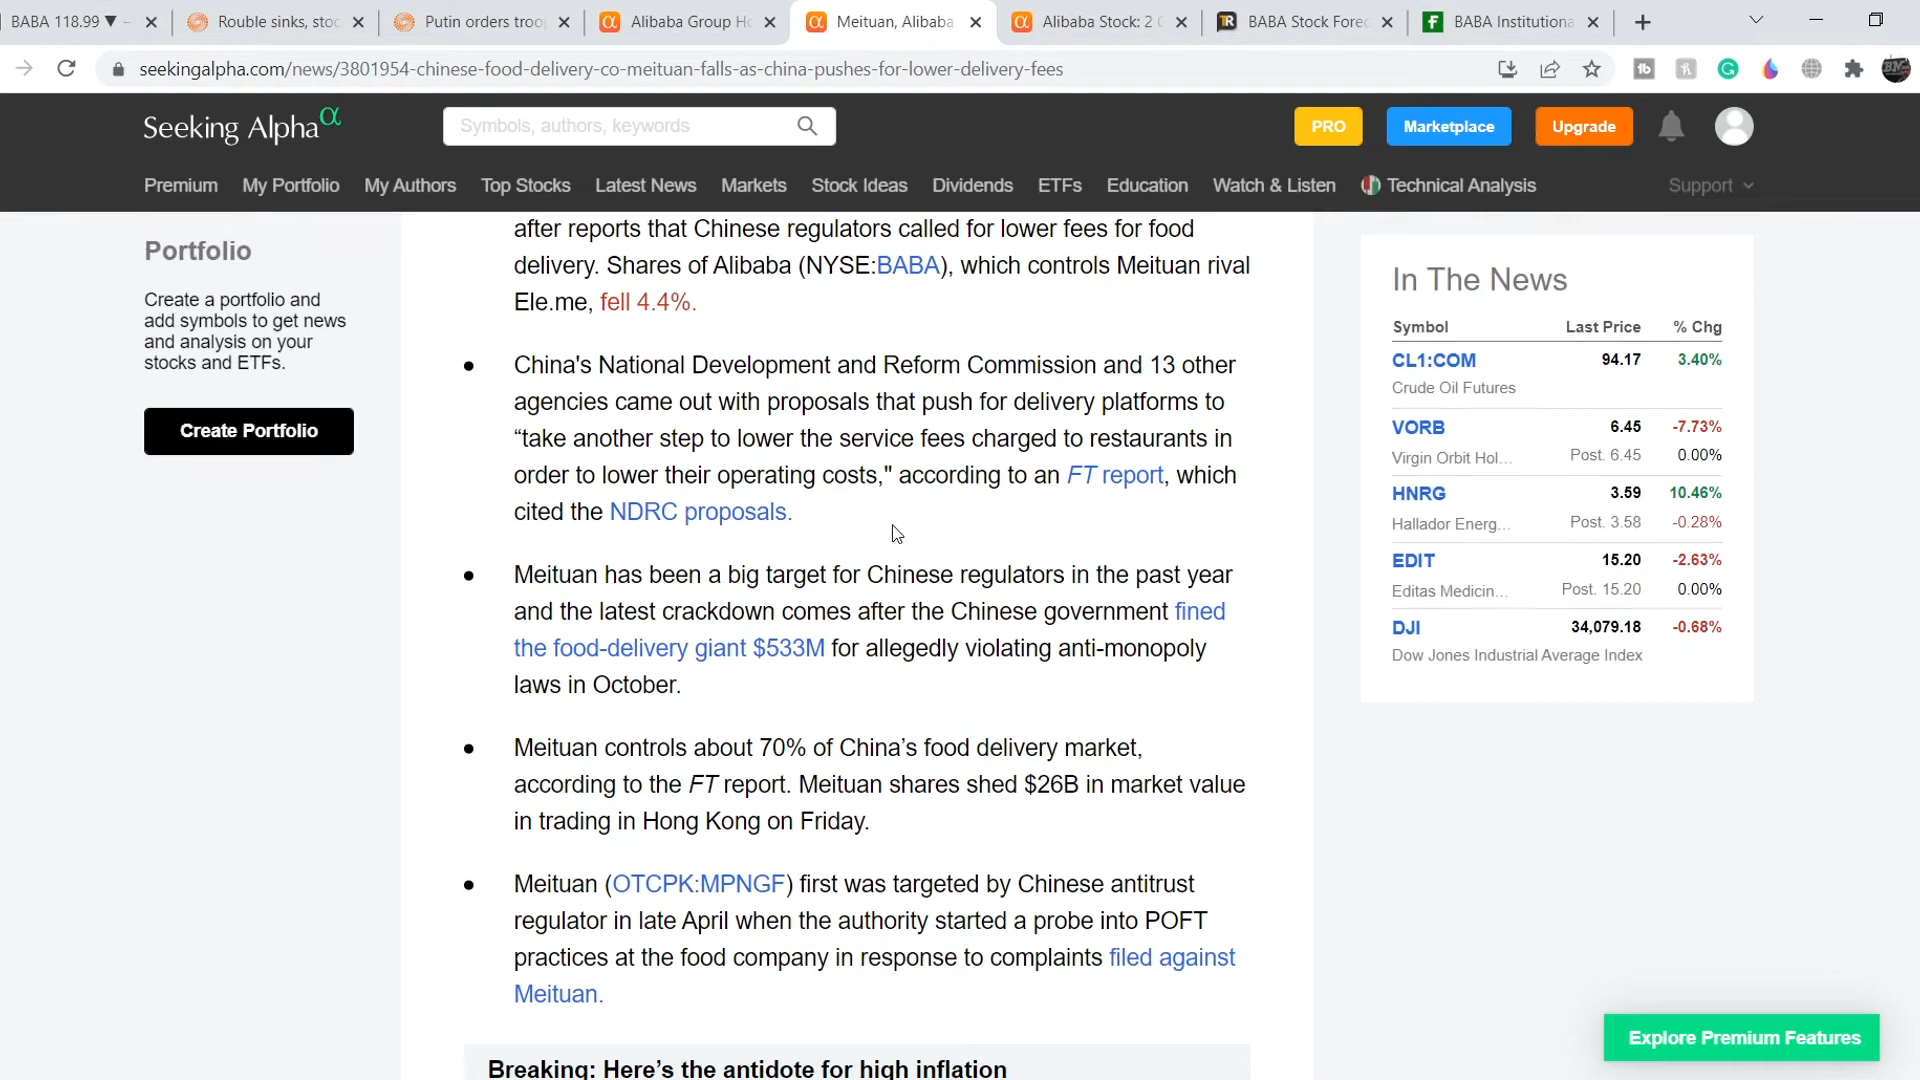 BABA 118.99 ▼
Rouble sinks, stoc
Putin orders troo
Alibaba Group Ho
Meituan, Alibaba
Alibaba Stock: 2 C
BABA Stock Forec
BABA Institutiona
seekingalpha.com/news/3801954-chinese-food-delivery-co-meituan-falls-as-china-pushes-for-lower-delivery-fees
Seeking Alpha α
Symbols, authors, keywords
PRO
Marketplace
Upgrade
Premium
My Portfolio
My Authors
Top Stocks
Latest News
Markets
Stock Ideas
Dividends
ETFs
Education
Watch & Listen
Technical Analysis
Support
Portfolio
Create a portfolio and
add symbols to get news
and analysis on your
stocks and ETFs.
Create Portfolio
after reports that Chinese regulators called for lower fees for food
delivery. Shares of Alibaba (NYSE:BABA), which controls Meituan rival
Ele.me, fell 4.4%.
• China's National Development and Reform Commission and 13 other
agencies came out with proposals that push for delivery platforms to
“take another step to lower the service fees charged to restaurants in
order to lower their operating costs," according to an FT report, which
cited the NDRC proposals.
• Meituan has been a big target for Chinese regulators in the past year
and the latest crackdown comes after the Chinese government fined
the food-delivery giant $533M for allegedly violating anti-monopoly
laws in October.
• Meituan controls about 70% of China’s food delivery market,
according to the FT report. Meituan shares shed $26B in market value
in trading in Hong Kong on Friday.
• Meituan (OTCPK:MPNGF) first was targeted by Chinese antitrust
regulator in late April when the authority started a probe into POFT
practices at the food company in response to complaints filed against
Meituan.
Breaking: Here’s the antidote for high inflation
In The News
Symbol Last Price % Chg
CL1:COM 94.17 3.40%
Crude Oil Futures
VORB 6.45 -7.73%
Virgin Orbit Hol... Post. 6.45 0.00%
HNRG 3.59 10.46%
Hallador Energ... Post. 3.58 -0.28%
EDIT 15.20 -2.63%
Editas Medicin... Post. 15.20 0.00%
DJI 34,079.18 -0.68%
Dow Jones Industrial Average Index
Explore Premium Features